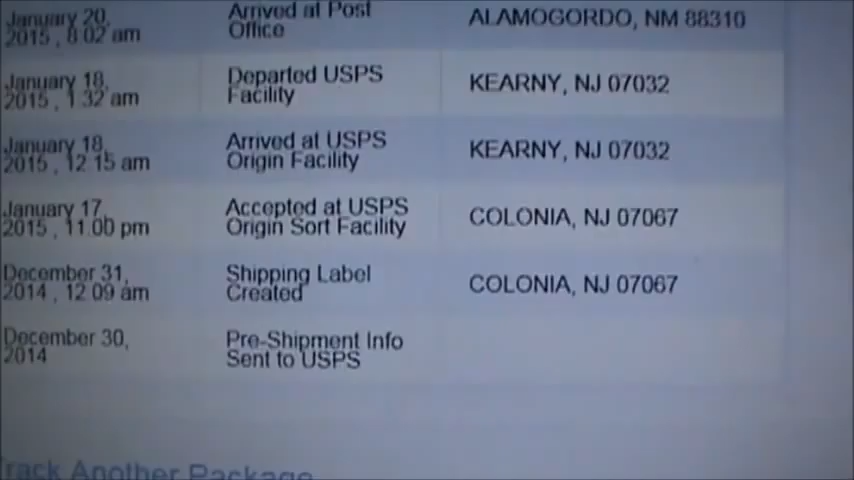 January 20, Arrived at Post ALAMOGORDO, NM 88310
2015 , 8:02 am Office
January 18, Departed USPS KEARNY, NJ 07032
2015 , 1:32 am Facility
January 18, Arrived at USPS KEARNY, NJ 07032
2015 , 12:15 am Origin Facility
January 17, Accepted at USPS COLONIA, NJ 07067
2015 , 11:00 pm Origin Sort Facility
December 31, Shipping Label COLONIA, NJ 07067
2014 , 12:09 am Created
December 30, Pre-Shipment Info
2014 Sent to USPS
Track Another Package